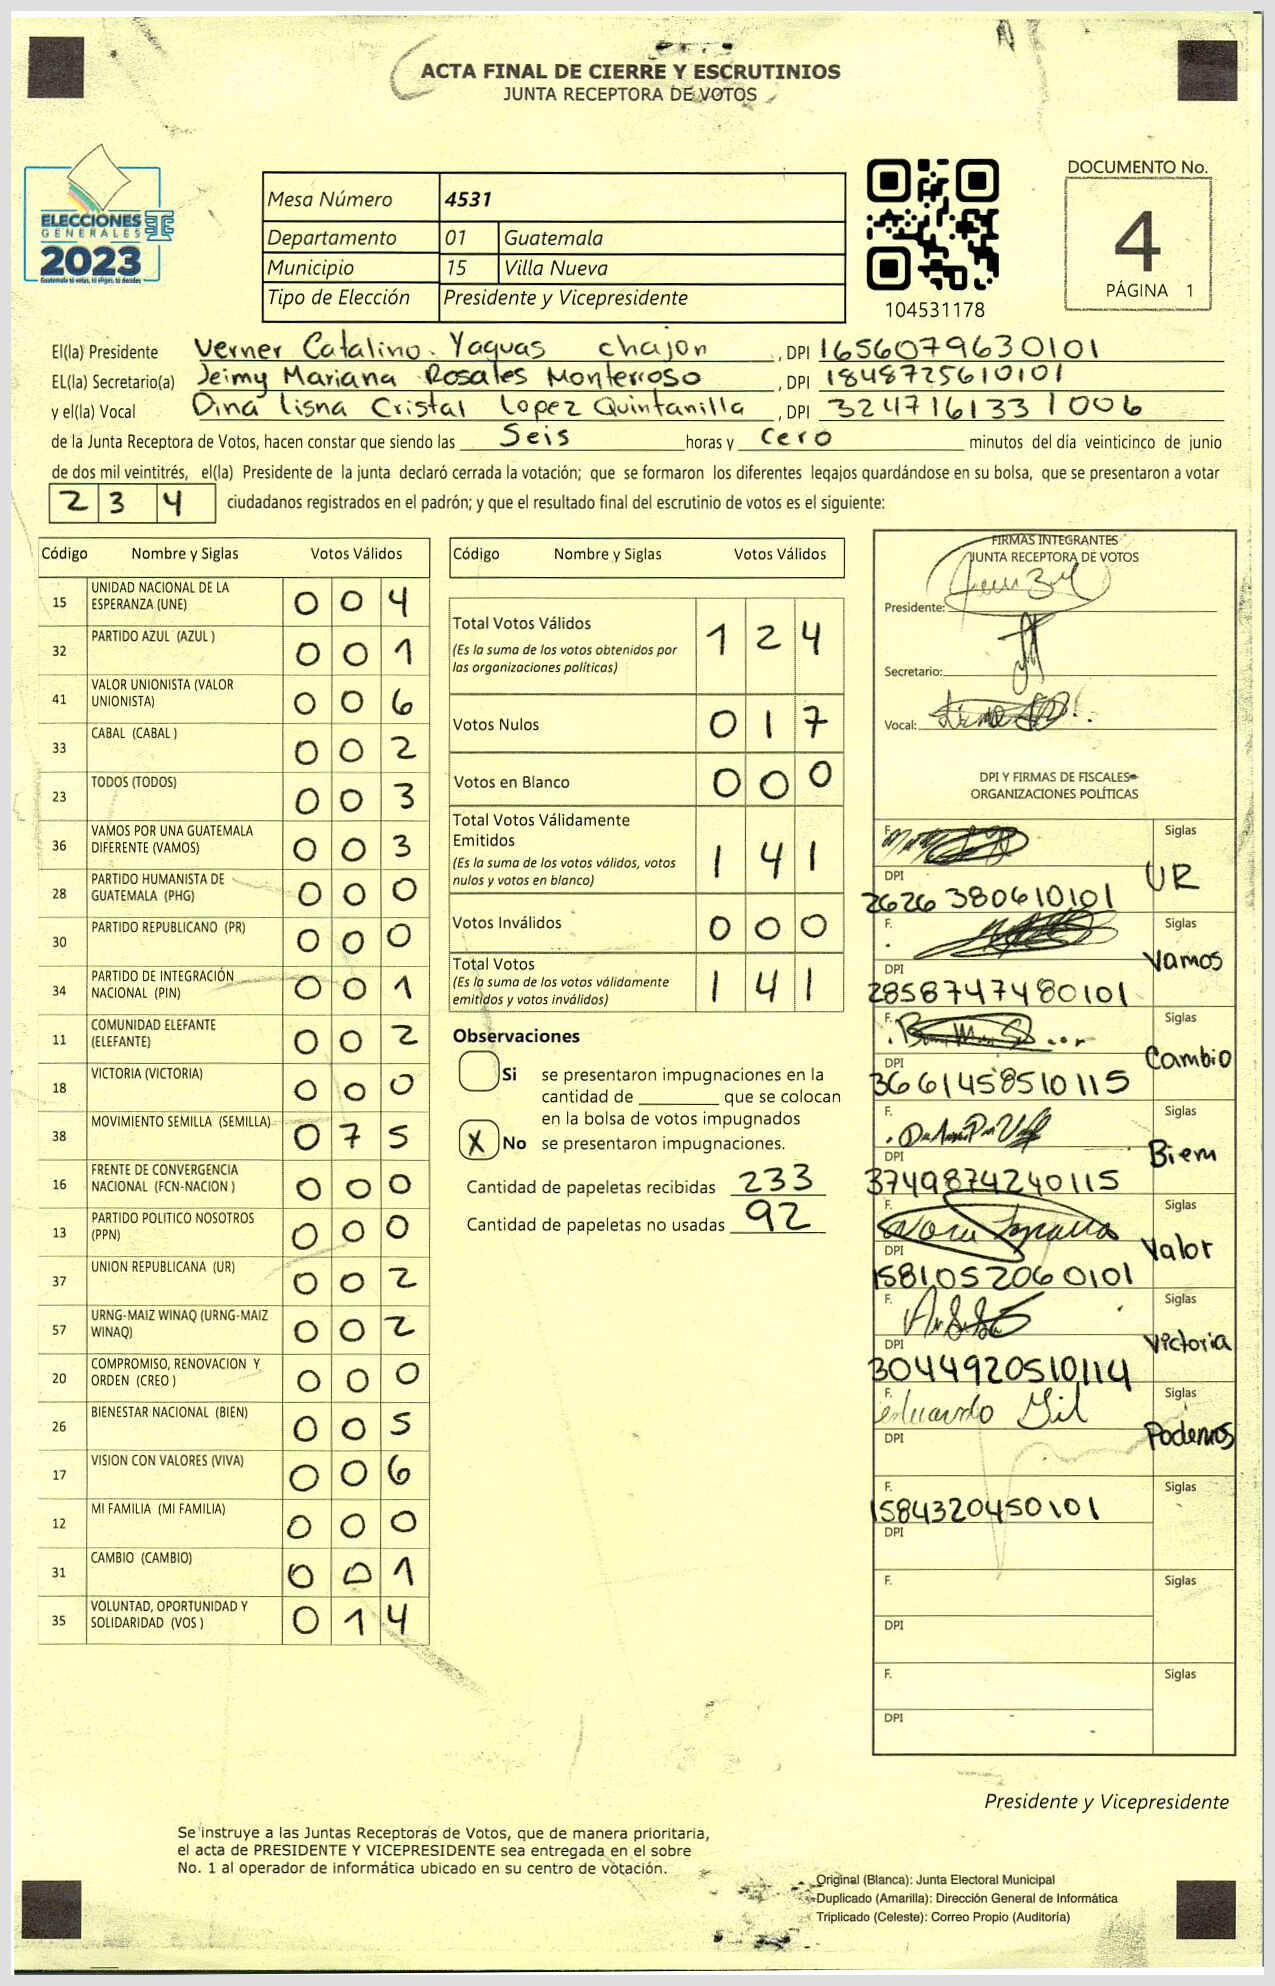 ACTA FINAL DE CIERRE Y ESCRUTINIOS
JUNTA RECEPTORA DE VOTOS
ELECCIONES
GENERALES
2023
Guatemala tú votas, tú eliges, tú decides
Mesa Número 4531
Departamento 01 Guatemala
Municipio 15 Villa Nueva
Tipo de Elección Presidente y Vicepresidente
104531178
DOCUMENTO No.
4
PÁGINA 1
El(la) Presidente Verner Catalino Yaquas chajon, DPI 1656079630101
EL(la) Secretario(a) Jeimy Mariana Rosales Monterroso, DPI 1848725610101
y el(la) Vocal Dina lisna Cristal Lopez Quintanilla, DPI 3247161331006
de la Junta Receptora de Votos, hacen constar que siendo las Seis horas y cero minutos del día veinticinco de junio
de dos mil veintitrés, el(la) Presidente de la junta declaró cerrada la votación; que se formaron los diferentes legajos guardándose en su bolsa, que se presentaron a votar
234 ciudadanos registrados en el padrón; y que el resultado final del escrutinio de votos es el siguiente:
Código Nombre y Siglas Votos Válidos
15 UNIDAD NACIONAL DE LA ESPERANZA (UNE) 0 0 4
32 PARTIDO AZUL (AZUL ) 0 0 1
41 VALOR UNIONISTA (VALOR UNIONISTA) 0 0 6
33 CABAL (CABAL ) 0 0 2
23 TODOS (TODOS) 0 0 3
36 VAMOS POR UNA GUATEMALA DIFERENTE (VAMOS) 0 0 3
28 PARTIDO HUMANISTA DE GUATEMALA (PHG) 0 0 0
30 PARTIDO REPUBLICANO (PR) 0 0 0
34 PARTIDO DE INTEGRACIÓN NACIONAL (PIN) 0 0 1
11 COMUNIDAD ELEFANTE (ELEFANTE) 0 0 2
18 VICTORIA (VICTORIA) 0 0 0
38 MOVIMIENTO SEMILLA (SEMILLA) 0 7 5
16 FRENTE DE CONVERGENCIA NACIONAL (FCN-NACION ) 0 0 0
13 PARTIDO POLITICO NOSOTROS (PPN) 0 0 0
37 UNION REPUBLICANA (UR) 0 0 2
57 URNG-MAIZ WINAQ (URNG-MAIZ WINAQ) 0 0 2
20 COMPROMISO, RENOVACION Y ORDEN (CREO ) 0 0 0
26 BIENESTAR NACIONAL (BIEN) 0 0 5
17 VISION CON VALORES (VIVA) 0 0 6
12 MI FAMILIA (MI FAMILIA) 0 0 0
31 CAMBIO (CAMBIO) 0 0 1
35 VOLUNTAD, OPORTUNIDAD Y SOLIDARIDAD (VOS ) 0 1 4
Código Nombre y Siglas Votos Válidos
Total Votos Válidos 1 2 4
(Es la suma de los votos obtenidos por
las organizaciones políticas)
Votos Nulos 0 1 7
Votos en Blanco 0 0 0
Total Votos Válidamente
Emitidos 1 4 1
(Es la suma de los votos válidos, votos
nulos y votos en blanco)
Votos Inválidos 0 0 0
Total Votos 1 4 1
(Es la suma de los votos válidamente
emitidos y votos inválidos)
Observaciones
Si se presentaron impugnaciones en la
cantidad de ________ que se colocan
en la bolsa de votos impugnados
X No se presentaron impugnaciones.
Cantidad de papeletas recibidas 233
Cantidad de papeletas no usadas 92
FIRMAS INTEGRANTES
JUNTA RECEPTORA DE VOTOS
Presidente:
Secretario:
Vocal:
DPI Y FIRMAS DE FISCALES
ORGANIZACIONES POLÍTICAS
F. Siglas
DPI UR
2626380610101
F. Siglas
DPI Vamos
2858747480101
F. Siglas
DPI Cambio
3661458510115
F. Siglas
DPI Biem
3749874240115
F. Siglas
DPI Valor
1581052060101
F. Siglas
DPI Victoria
3044920510114
F. Siglas
eduardo Gil
DPI Podemos
F. Siglas
1584320450101
DPI
F. Siglas
DPI
F. Siglas
DPI
Presidente y Vicepresidente
Se instruye a las Juntas Receptoras de Votos, que de manera prioritaria,
el acta de PRESIDENTE Y VICEPRESIDENTE sea entregada en el sobre
No. 1 al operador de informática ubicado en su centro de votación.
Original (Blanca): Junta Electoral Municipal
Duplicado (Amarilla): Dirección General de Informática
Triplicado (Celeste): Correo Propio (Auditoría)